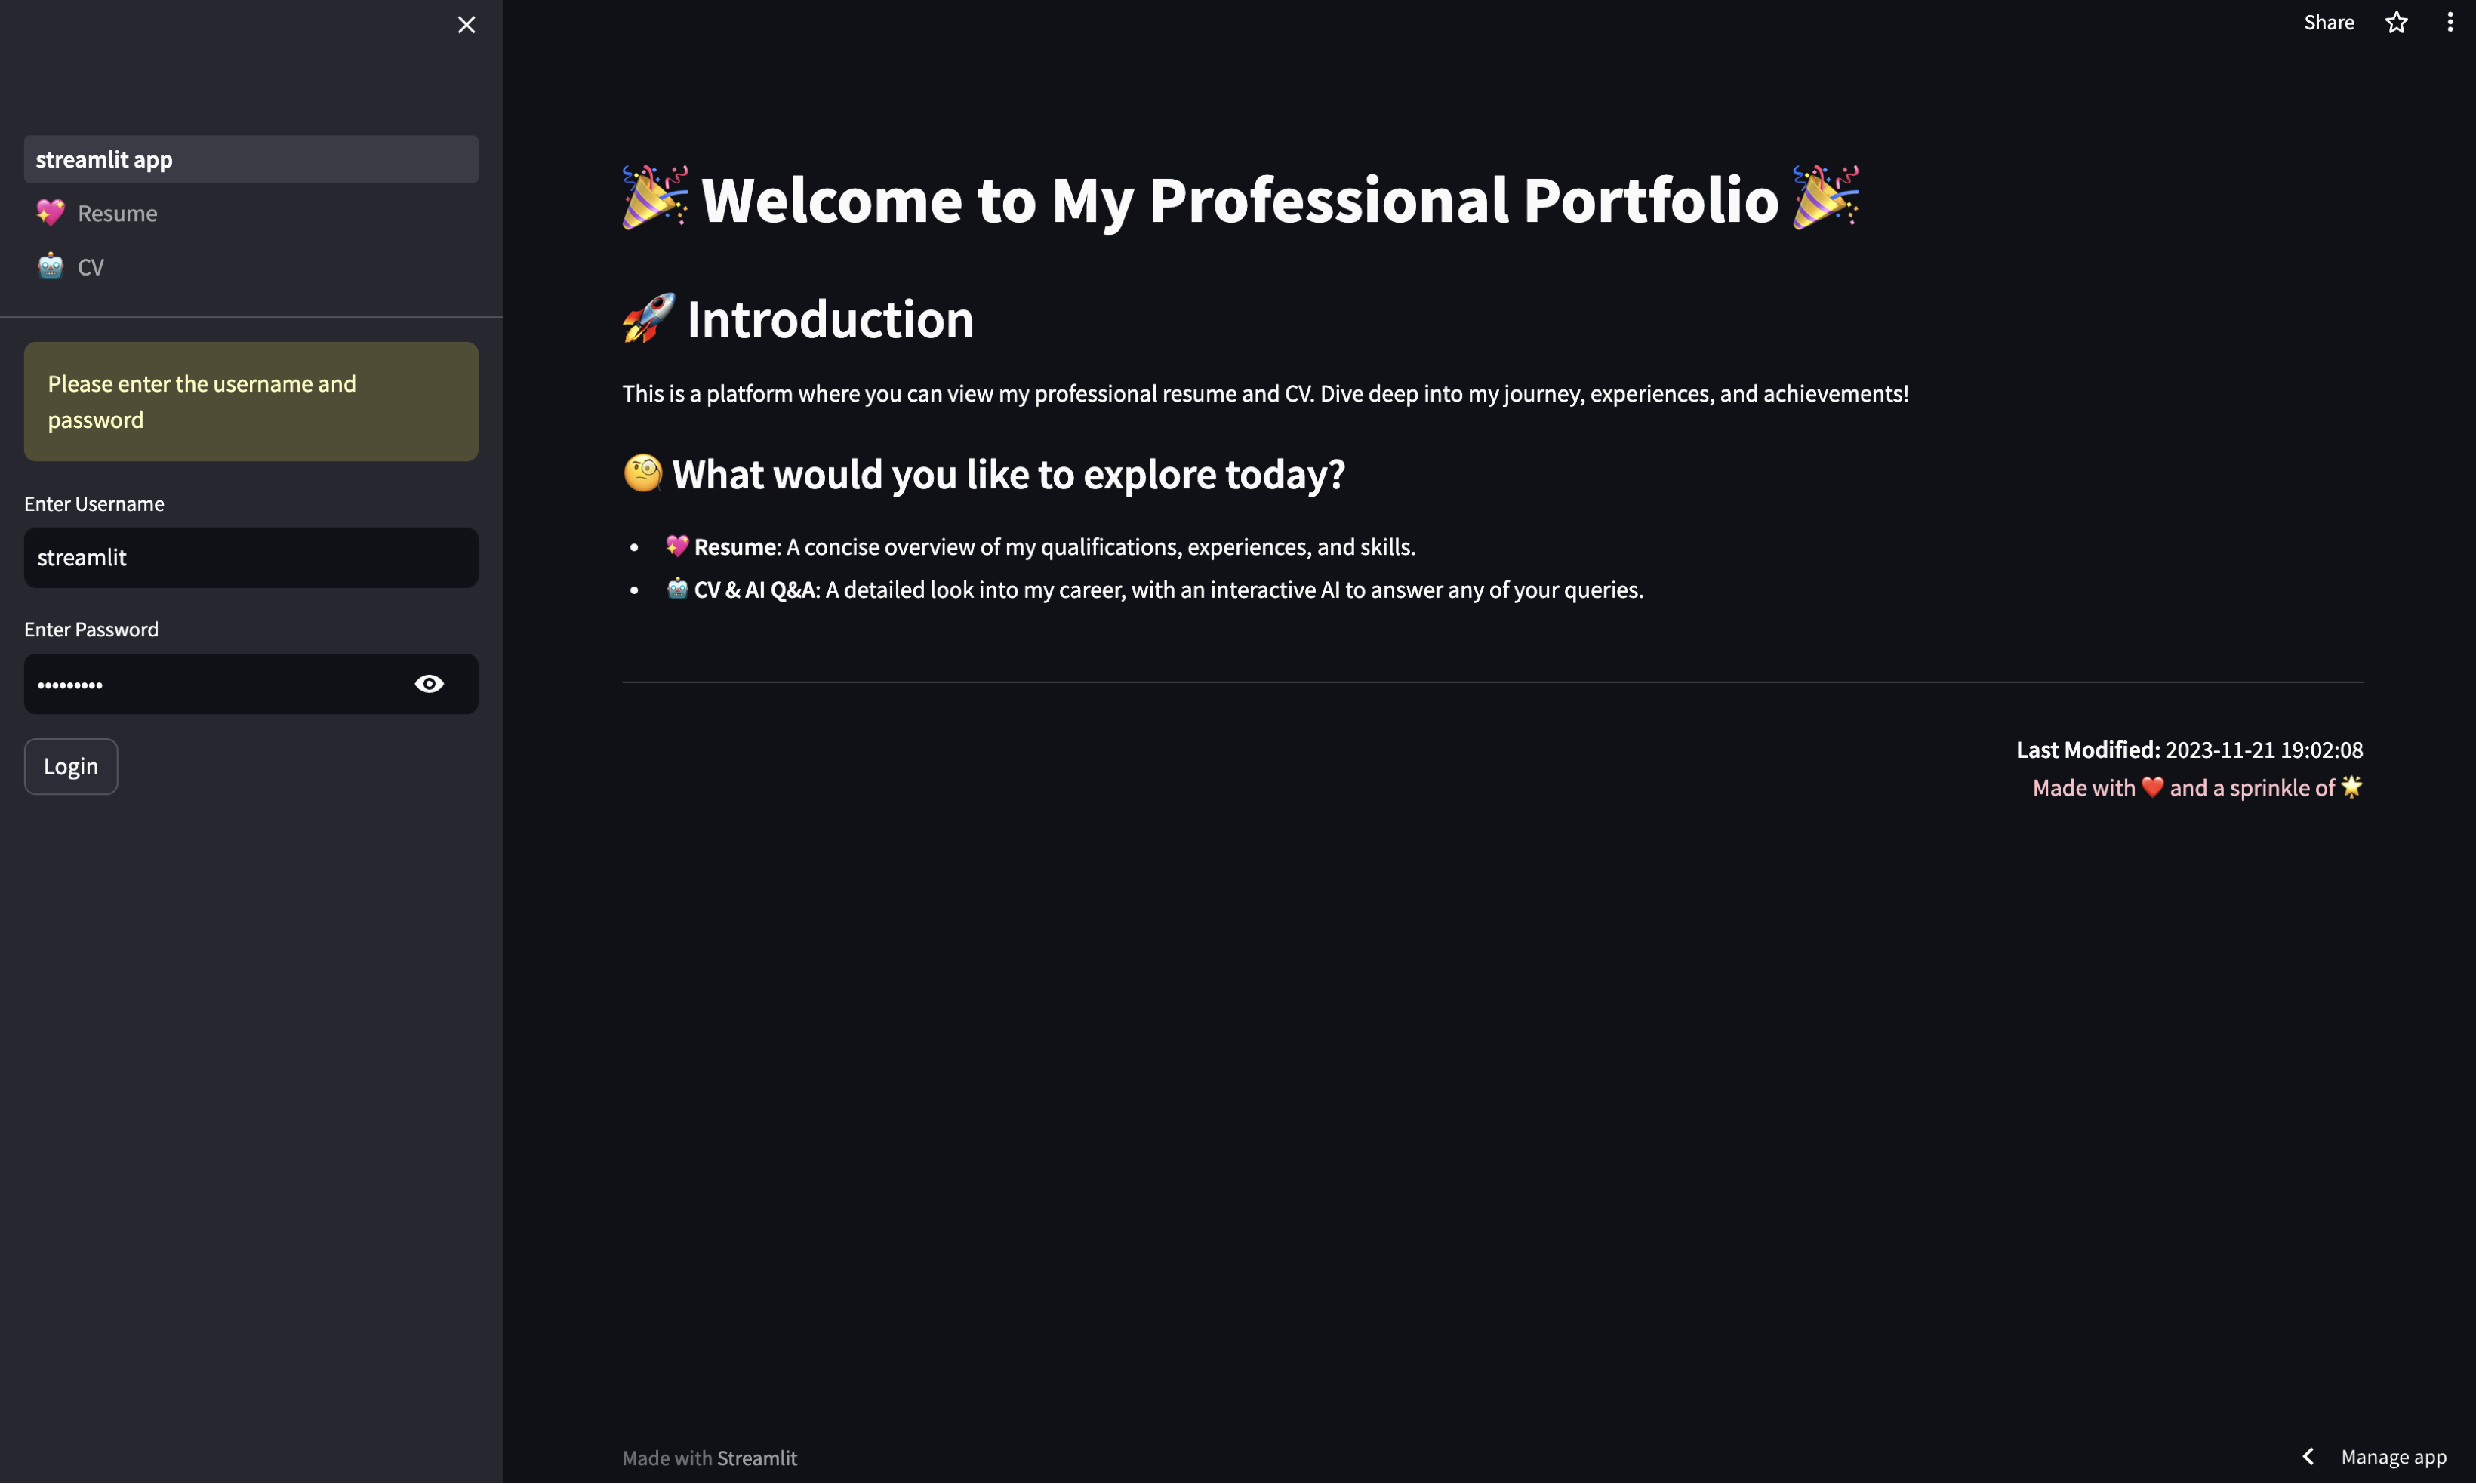 Share
streamlit app
💖 Resume
🤖 CV
Please enter the username and
password
Enter Username
streamlit
Enter Password
•••••••••
Login
🎉 Welcome to My Professional Portfolio 🎉
🚀 Introduction
This is a platform where you can view my professional resume and CV. Dive deep into my journey, experiences, and achievements!
🧐 What would you like to explore today?
• 💖 Resume: A concise overview of my qualifications, experiences, and skills.
• 🤖 CV & AI Q&A: A detailed look into my career, with an interactive AI to answer any of your queries.
Last Modified: 2023-11-21 19:02:08
Made with ❤️ and a sprinkle of 🌟
Made with Streamlit
Manage app